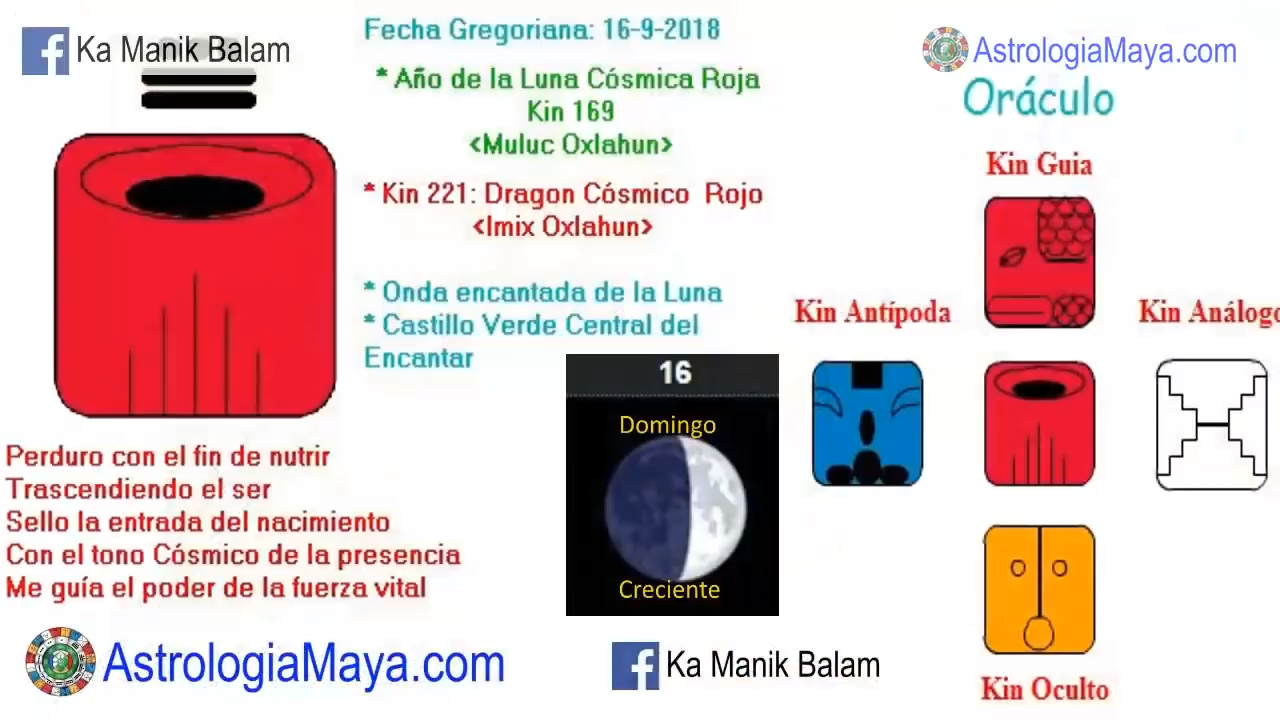 Ka Manik Balam
Fecha Gregoriana: 16-9-2018
* Año de la Luna Cósmica Roja
Kin 169
<Muluc Oxlahun>
* Kin 221: Dragon Cósmico Rojo
<Imix Oxlahun>
* Onda encantada de la Luna
* Castillo Verde Central del
Encantar
16
Domingo
Creciente
Perduro con el fin de nutrir
Trascendiendo el ser
Sello la entrada del nacimiento
Con el tono Cósmico de la presencia
Me guía el poder de la fuerza vital
AstrologiaMaya.com
Oráculo
Kin Guia
Kin Antípoda
Kin Análogo
Kin Oculto
AstrologiaMaya.com
Ka Manik Balam